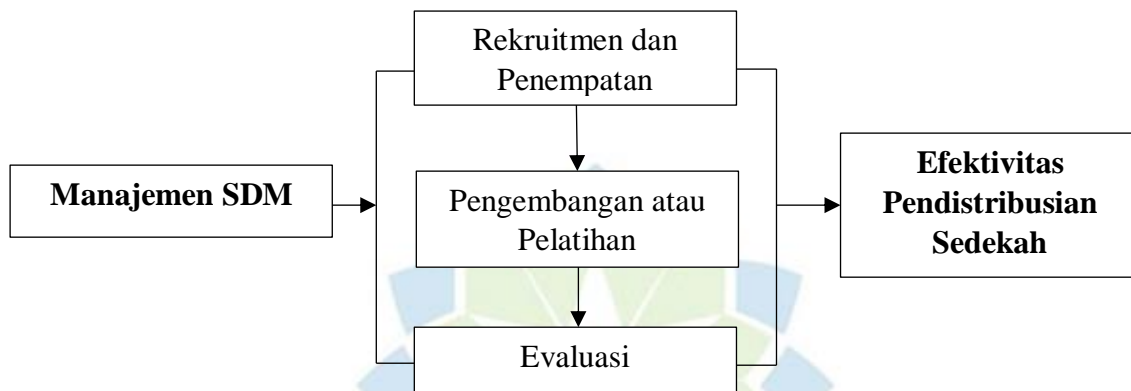 Rekruitmen dan
Penempatan
Manajemen SDM
Pengembangan atau
Pelatihan
Efektivitas
Pendistribusian
Sedekah
Evaluasi